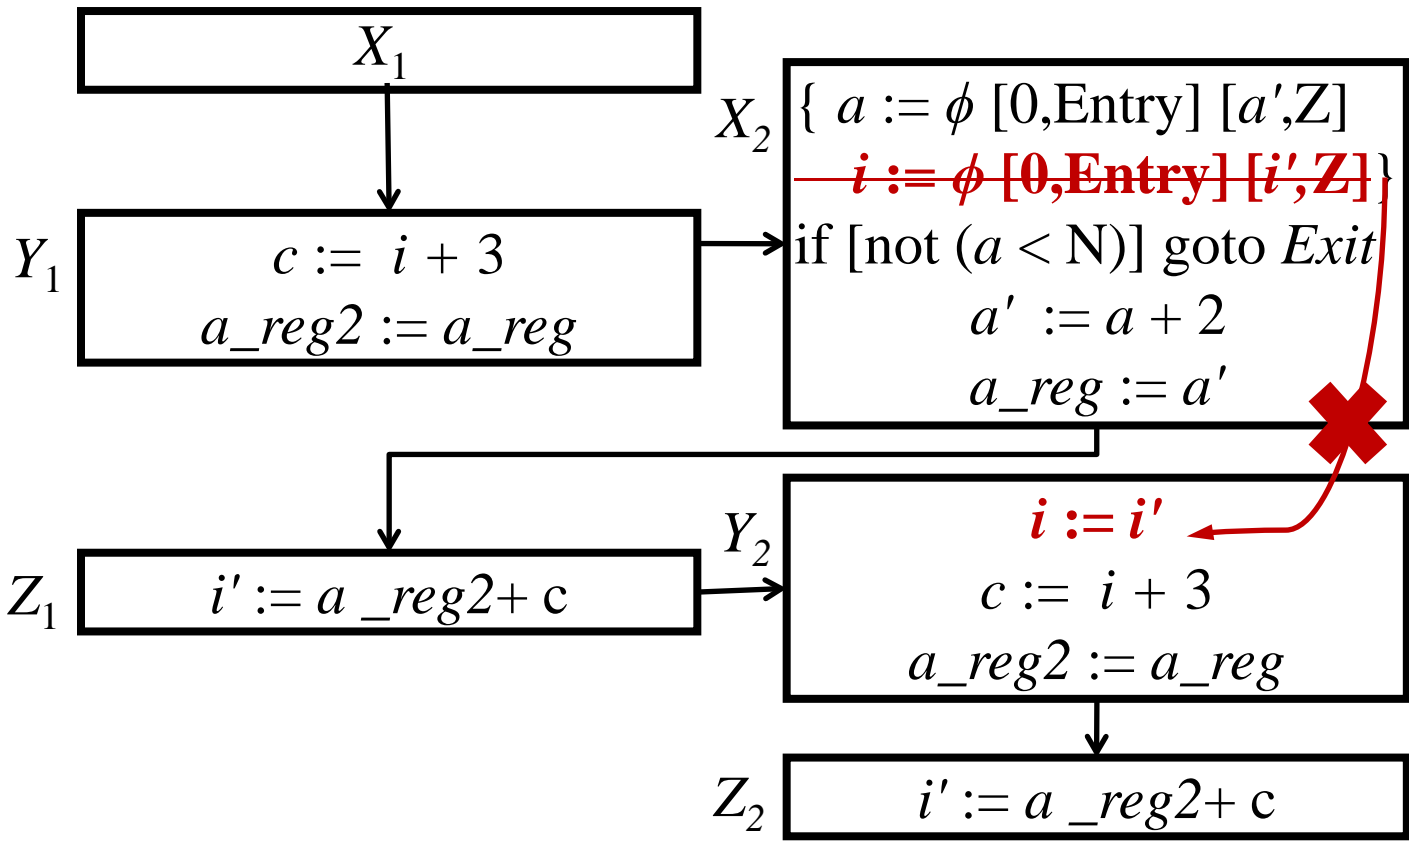 X₁
Y₁
c := i + 3
a_reg2 := a_reg
X₂
{ a := ϕ [0,Entry] [a′,Z]
i := ϕ [0,Entry] [i′,Z] }
if [not (a < N)] goto Exit
a′ := a + 2
a_reg := a′
Z₁
i′ := a _reg2+ c
Y₂
i := i′
c := i + 3
a_reg2 := a_reg
Z₂
i′ := a _reg2+ c